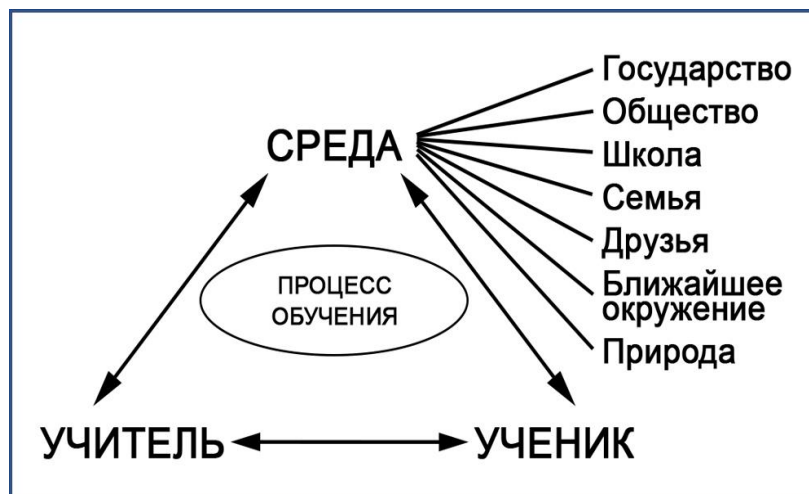 Государство
Общество
СРЕДА
Школа
Семья
Друзья
Ближайшее
окружение
Природа
ПРОЦЕСС
ОБУЧЕНИЯ
УЧИТЕЛЬ
УЧЕНИК